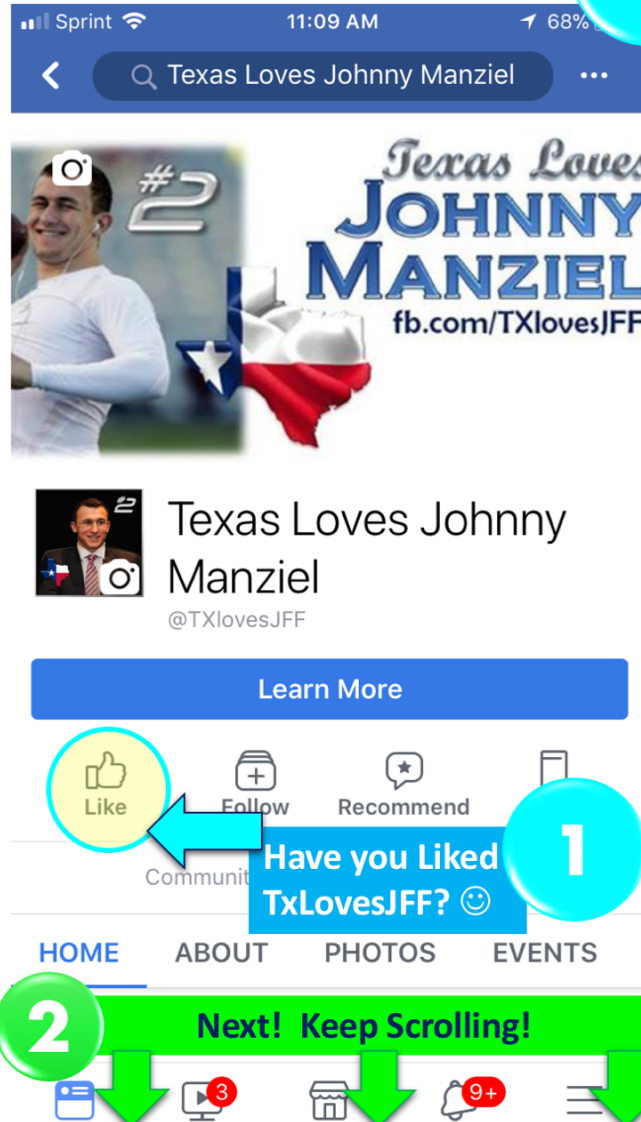 Sprint 11:09 AM 68%
Texas Loves Johnny Manziel
#2
Texas Loves
JOHNNY
MANZIEL
fb.com/TXlovesJFF
#2
Texas Loves Johnny
Manziel
@TXlovesJFF
Learn More
Like Follow Recommend
1
Have you Liked
TxLovesJFF? ☺
Communit
HOME ABOUT PHOTOS EVENTS
2
Next! Keep Scrolling!
3 9+